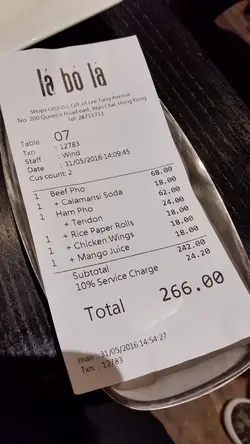 lá bò lá
Shops G02-03, G/F of Lee Tung Avenue,
No. 200 Queen's Road east, Wan Chai, Hong Kong
tel: 28711711
Table 07
Txn : 12783
Staff : Wind
Date : 31/05/2016 14:09:45
Cus count: 2
1 Beef Pho 68.00
1 + Calamansi Soda 18.00
1 Ham Pho 62.00
+ Tendon 24.00
1 + Rice Paper Rolls 18.00
1 + Chicken Wings 18.00
1 + Mango Juice 18.00
Subtotal 242.00
10% Service Charge 24.20
Total 266.00
man : 31/05/2016 14:54:27
Txn: 12783